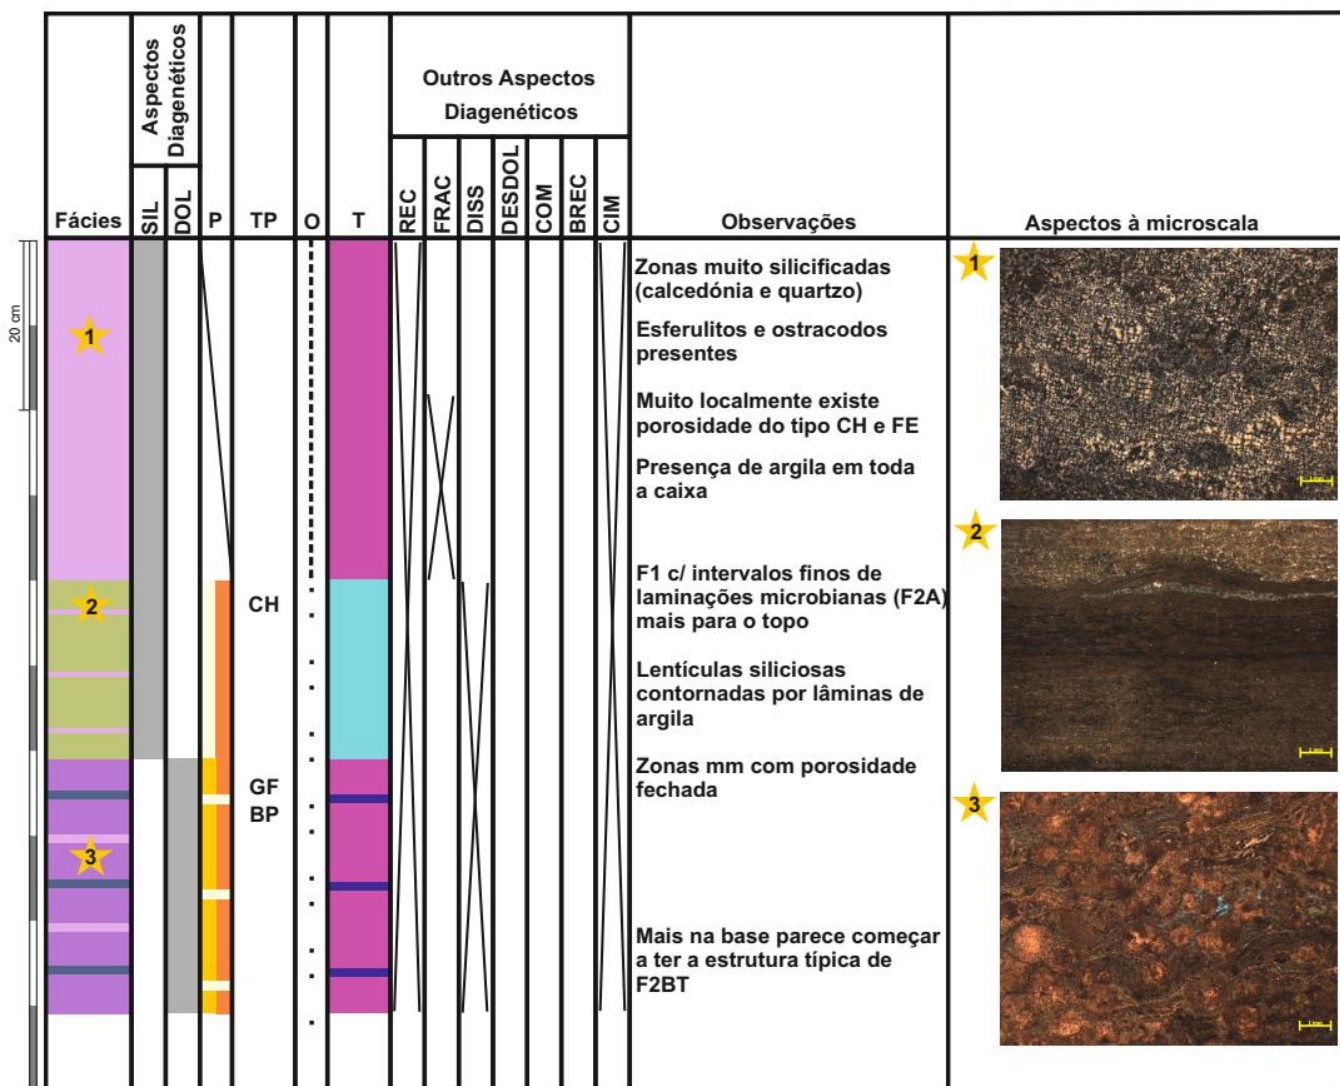 Aspectos
Diagenéticos
Outros Aspectos
Diagenéticos
Fácies
SIL
DOL
P
TP
O
T
REC
FRAC
DISS
DESDOL
COM
BREC
CIM
Observações
Aspectos à microscala
20 cm
1
2
3
CH
GF
BP
Zonas muito silicificadas
(calcedónia e quartzo)
Esferulitos e ostracodos
presentes
Muito localmente existe
porosidade do tipo CH e FE
Presença de argila em toda
a caixa
F1 c/ intervalos finos de
laminações microbianas (F2A)
mais para o topo
Lentículas siliciosas
contornadas por lâminas de
argila
Zonas mm com porosidade
fechada
Mais na base parece começar
a ter a estrutura típica de
F2BT
1
2
3